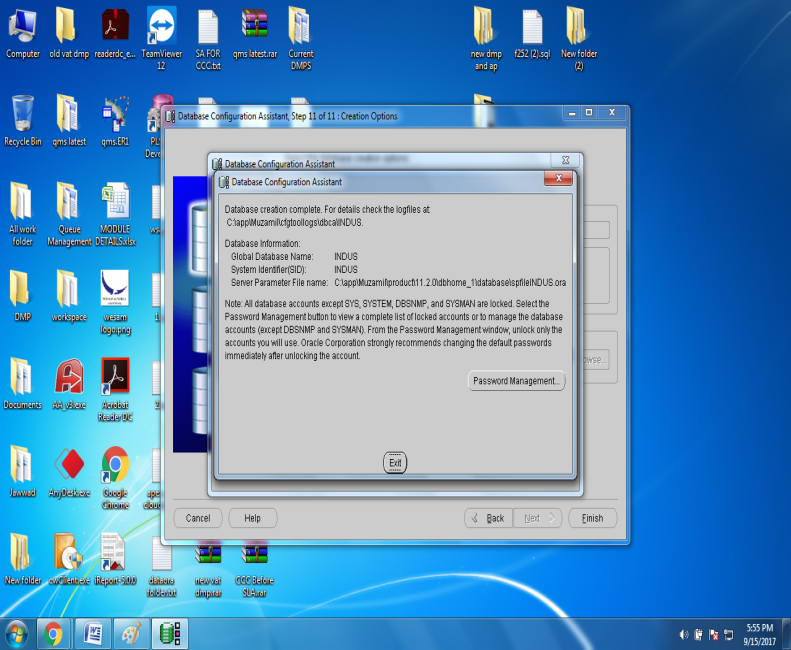 Computer
old vat dmp
readerdc_e...
TeamViewer
12
SA FOR
CCC.txt
qms latest.rar
Current
DMPS
new dmp
and ap
f252 (2).sql
New folder
(2)
Recycle Bin
qms latest
qms.ER1
Database Configuration Assistant, Step 11 of 11 : Creation Options
Database Configuration Assistant
Database Configuration Assistant
Database creation complete. For details check the logfiles at:
C:\app\Muzamil\cfgtoollogs\dbca\INDUS.
Database Information:
Global Database Name: INDUS
System Identifier(SID): INDUS
Server Parameter File name: C:\app\Muzamil\product\11.2.0\dbhome_1\database\spfileINDUS.ora
Note: All database accounts except SYS, SYSTEM, DBSNMP, and SYSMAN are locked. Select the
Password Management button to view a complete list of locked accounts or to manage the database
accounts (except DBSNMP and SYSMAN). From the Password Management window, unlock only the
accounts you will use. Oracle Corporation strongly recommends changing the default passwords
immediately after unlocking the account.
Password Management...
Exit
Cancel
Help
Back
Next
Finish
All work
folder
Queue
Management
MODULE
DETAILS.xlsx
DMP
workspace
wesam
logo.png
Documents
AA_v3.exe
Acrobat
Reader DC
Jawwad
AnyDesk.exe
Google
Chrome
New folder
cwClient.exe
iReport-5.0.0
datadra
folder.txt
new vat
dmp.rar
CCC Before
SLA.rar
5:55 PM
9/15/2017